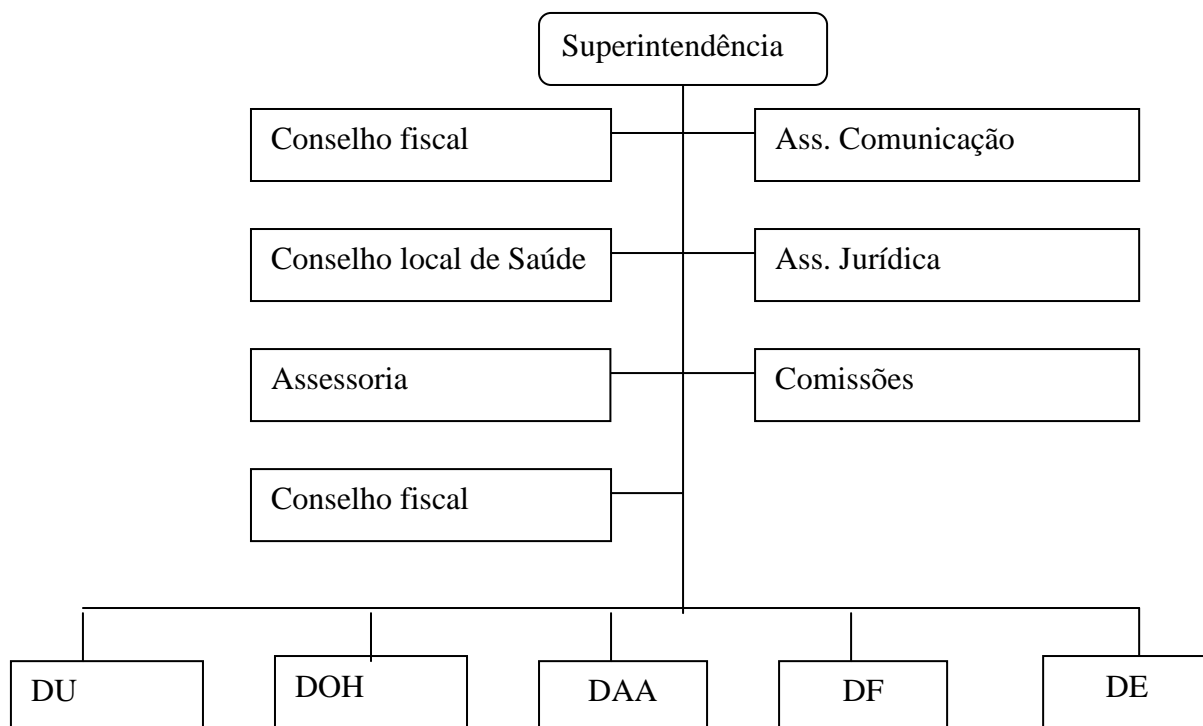 Superintendência
Conselho fiscal
Ass. Comunicação
Conselho local de Saúde
Ass. Jurídica
Assessoria
Comissões
Conselho fiscal
DU
DOH
DAA
DF
DE